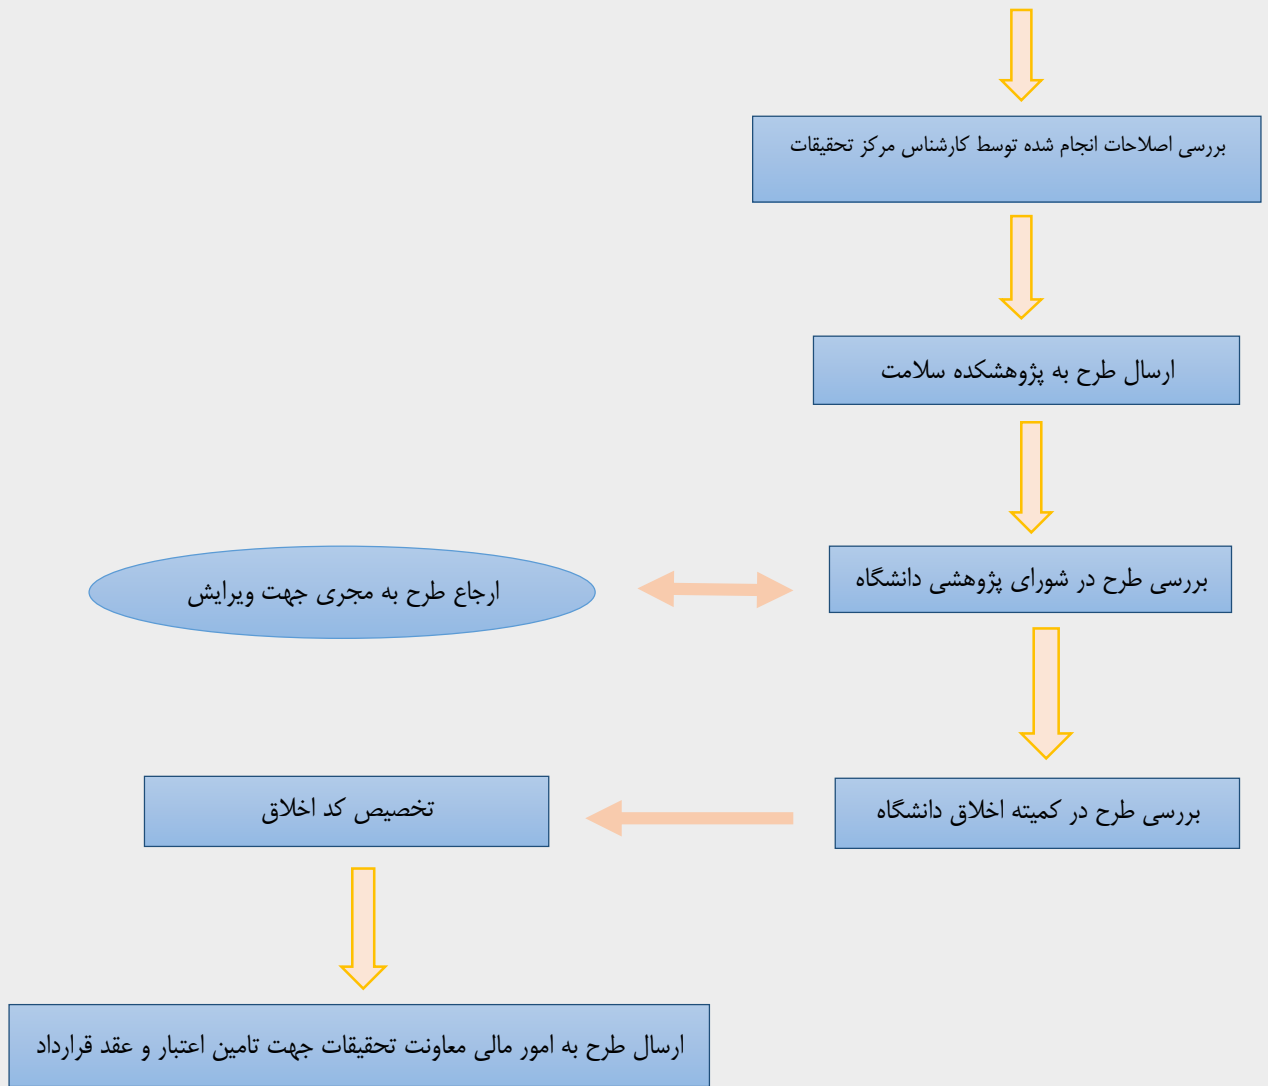 بررسی اصلاحات انجام شده توسط کارشناس مرکز تحقیقات
ارسال طرح به پژوهشکده سلامت
بررسی طرح در شورای پژوهشی دانشگاه
ارجاع طرح به مجری جهت ویرایش
بررسی طرح در کمیته اخلاق دانشگاه
تخصیص کد اخلاق
ارسال طرح به امور مالی معاونت تحقیقات جهت تامین اعتبار و عقد قرارداد